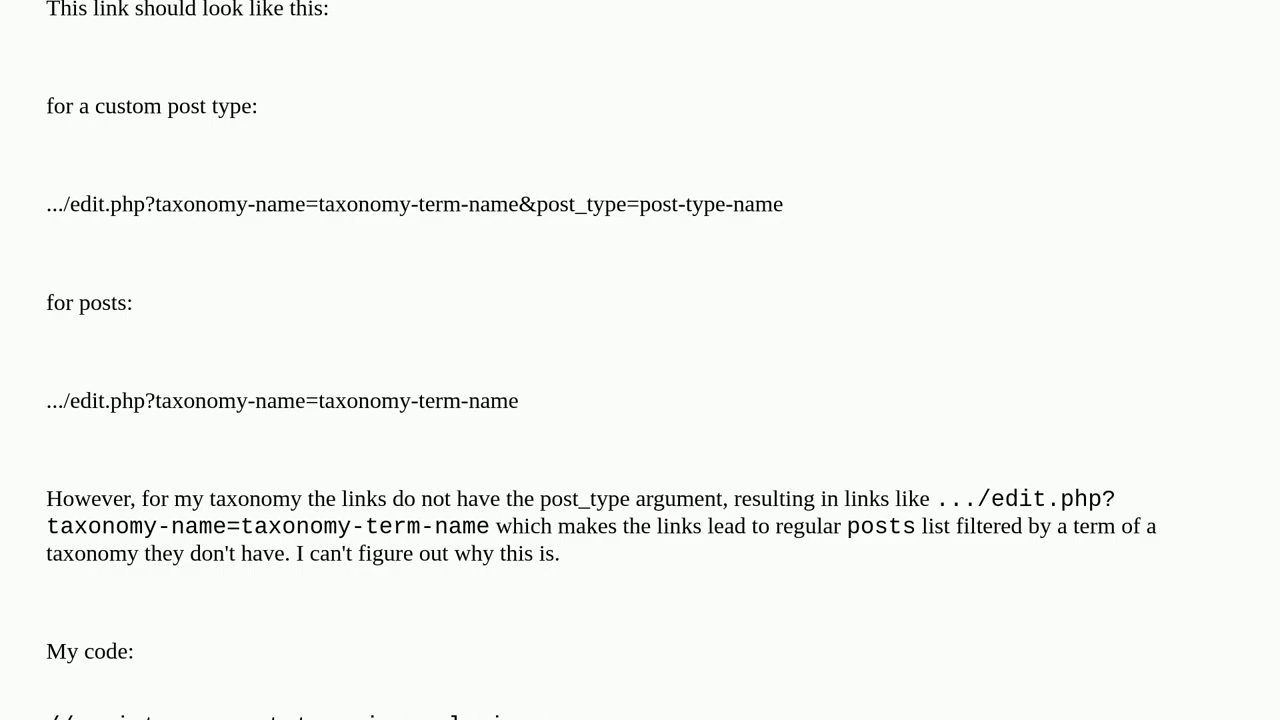 This link should look like this:
for a custom post type:
.../edit.php?taxonomy-name=taxonomy-term-name&post_type=post-type-name
for posts:
.../edit.php?taxonomy-name=taxonomy-term-name
However, for my taxonomy the links do not have the post_type argument, resulting in links like .../edit.php?
taxonomy-name=taxonomy-term-name which makes the links lead to regular posts list filtered by a term of a
taxonomy they don't have. I can't figure out why this is.
My code: